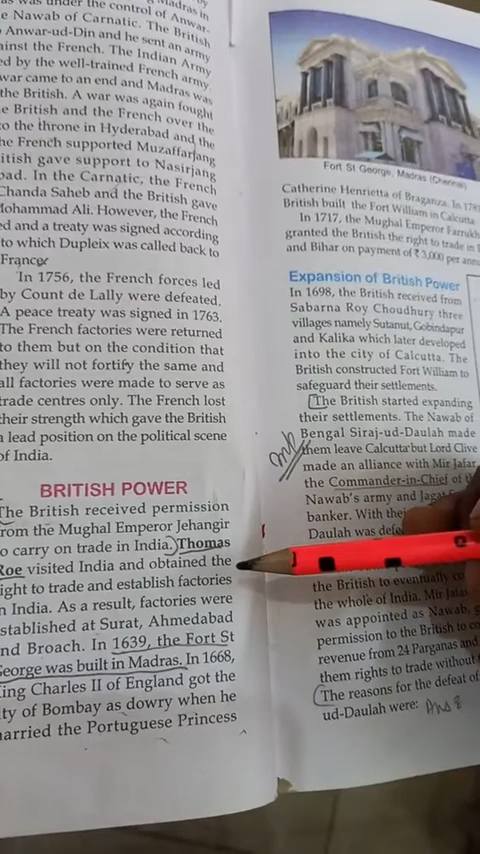 as was under the control of Anwar-
e Nawab of Carnatic. The British
Anwar-ud-Din and he sent an army
ainst the French. The Indian Army
ed by the well-trained French army.
war came to an end and Madras was
the British. A war was again fought
e British and the French over the
to the throne in Hyderabad and the
he French supported Muzaffarjang
itish gave support to Nasirjang
bad. In the Carnatic, the French
Chanda Saheb and the British gave
Mohammad Ali. However, the French
ed and a treaty was signed according
to which Dupleix was called back to
France.
In 1756, the French forces led
by Count de Lally were defeated.
A peace treaty was signed in 1763.
The French factories were returned
to them but on the condition that
they will not fortify the same and
all factories were made to serve as
trade centres only. The French lost
their strength which gave the British
a lead position on the political scene
of India.
BRITISH POWER
The British received permission
from the Mughal Emperor Jehangir
to carry on trade in India. Thomas
Roe visited India and obtained the
right to trade and establish factories
in India. As a result, factories were
established at Surat, Ahmedabad
and Broach. In 1639, the Fort St
George was built in Madras. In 1668,
King Charles II of England got the
ity of Bombay as dowry when he
married the Portuguese Princess
Fort St George, Madras (Chennai)
Catherine Henrietta of Braganza. In
British built the Fort William in Calcutta.
In 1717, the Mughal Emperor Farrukh
granted the British the right to trade in
and Bihar on payment of ₹ 3,000 per
Expansion of British Power
In 1698, the British received from
Sabarna Roy Choudhury three
villages namely Sutanut, Gobindapur
and Kalika which later developed
into the city of Calcutta. The
British constructed Fort William to
safeguard their settlements.
The British started expanding
their settlements. The Nawab of
Bengal Siraj-ud-Daulah made
them leave Calcutta but Lord Clive
made an alliance with Mir Jafar
the Commander-in-Chief of
Nawab's army and Jagat
banker. With
Daulah was
the British to eventually
the whole of India. Mir Jafar
was appointed as Nawab,
permission to the British to
revenue from 24 Parganas and
them rights to trade without
The reasons for the defeat of
ud-Daulah were: Ans 8